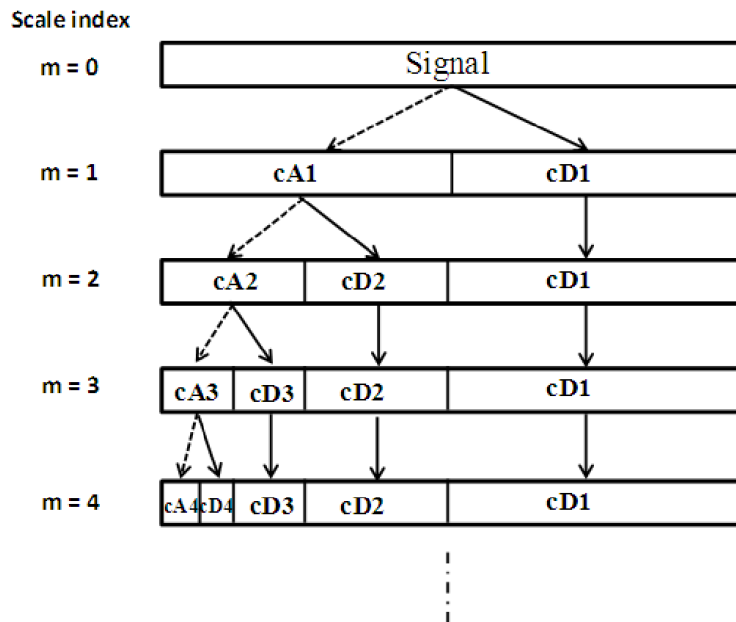 Scale index
m = 0 Signal
m = 1 cA1 cD1
m = 2 cA2 cD2 cD1
m = 3 cA3 cD3 cD2 cD1
m = 4 cA4 cD4 cD3 cD2 cD1